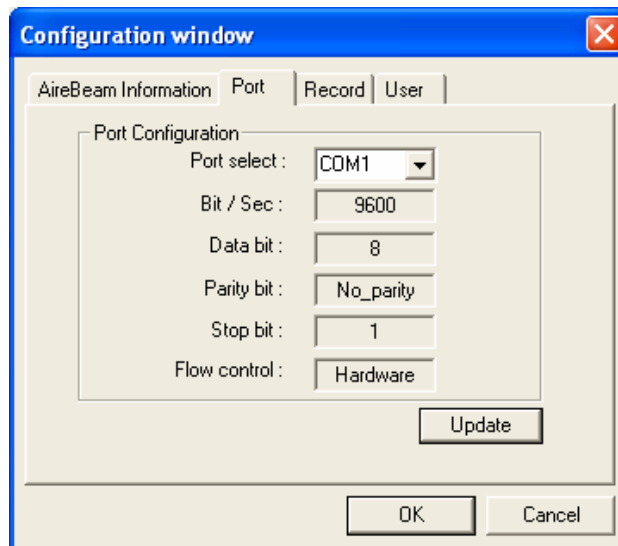 Configuration window
AireBeam Information Port Record User
Port Configuration
Port select : COM1
Bit / Sec : 9600
Data bit : 8
Parity bit : No_parity
Stop bit : 1
Flow control : Hardware
Update
OK Cancel